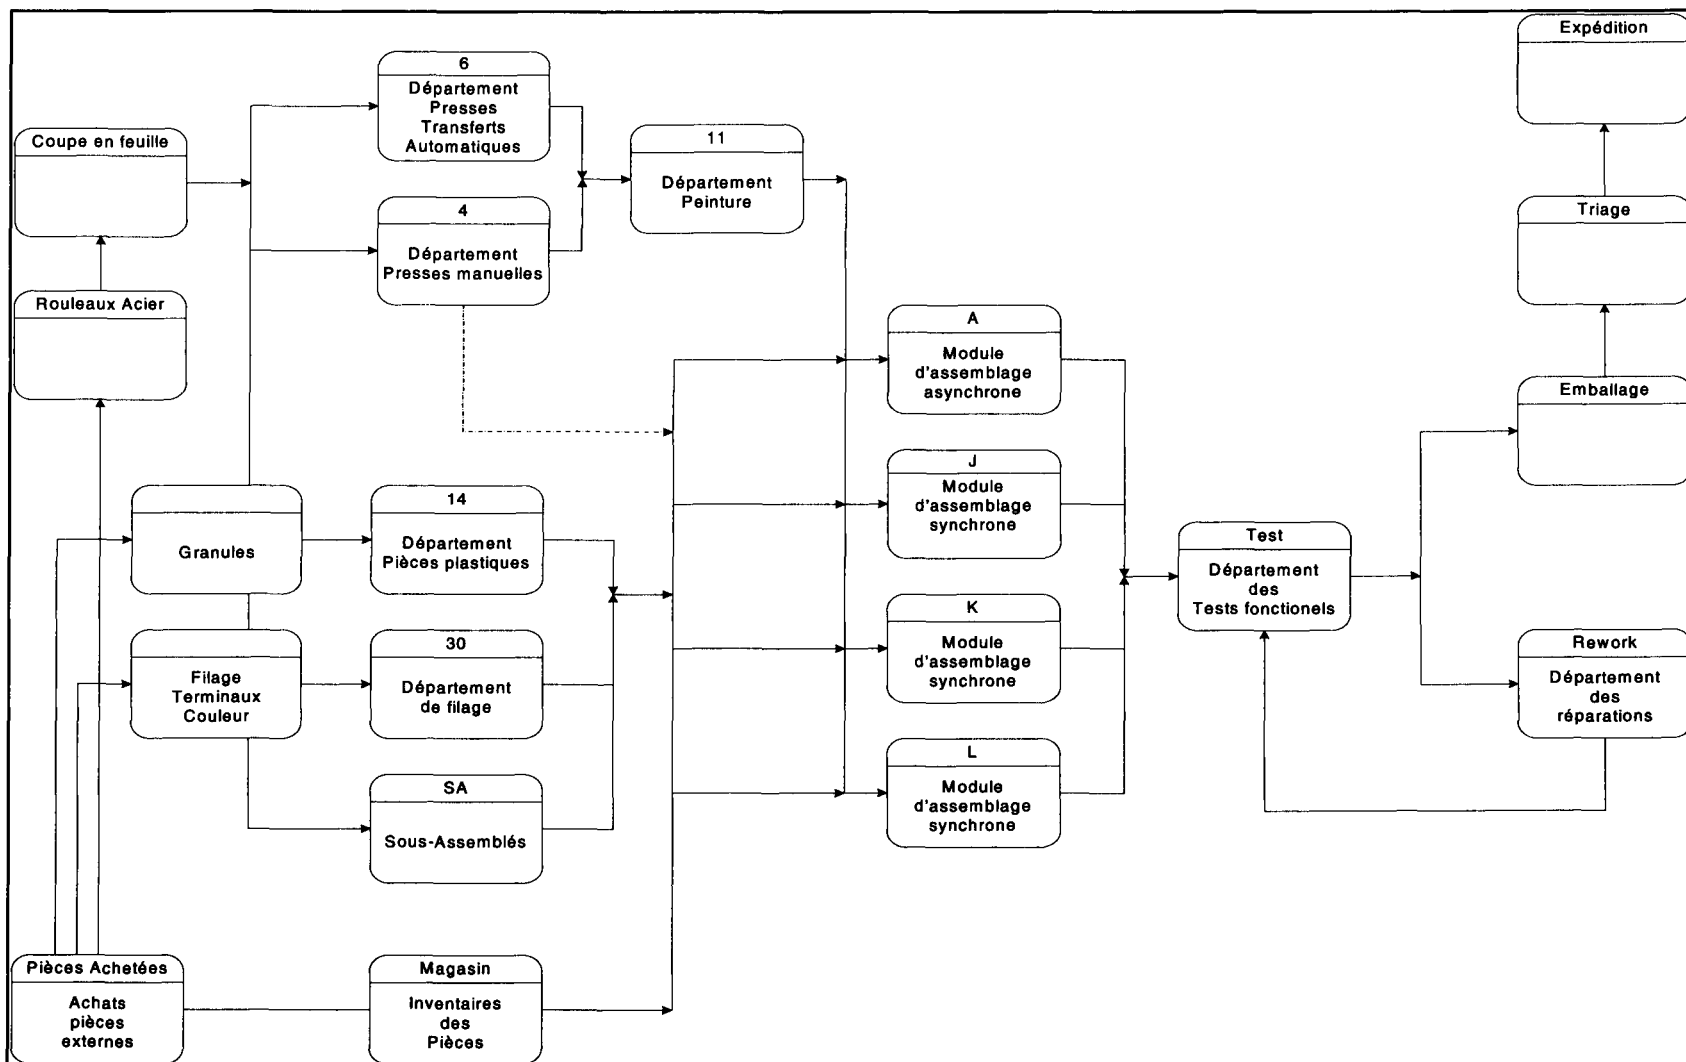 Expédition
6
Département
Presses
Transferts
Automatiques
Coupe en feuille
11
Département
Peinture
4
Département
Presses manuelles
Triage
Rouleaux Acier
A
Module
d'assemblage
asynchrone
Emballage
J
Module
d'assemblage
synchrone
14
Département
Pièces plastiques
Granules
Test
Département
des
Tests fonctionels
K
Module
d'assemblage
synchrone
30
Département
de filage
Filage
Terminaux
Couleur
Rework
Département
des
réparations
L
Module
d'assemblage
synchrone
SA
Sous-Assemblés
Pièces Achetées
Achats
pièces
externes
Magasin
Inventaires
des
Pièces